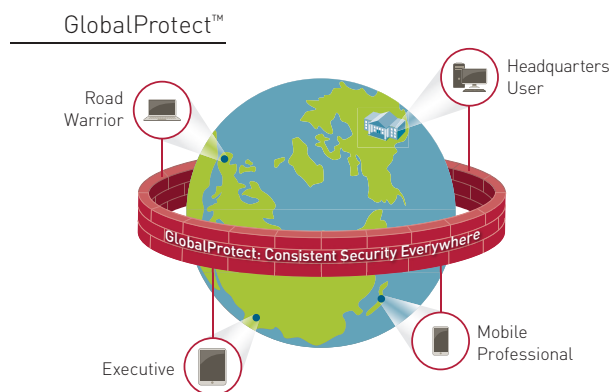 GlobalProtect™
Road
Warrior
Headquarters
User
GlobalProtect: Consistent Security Everywhere
Executive
Mobile
Professional